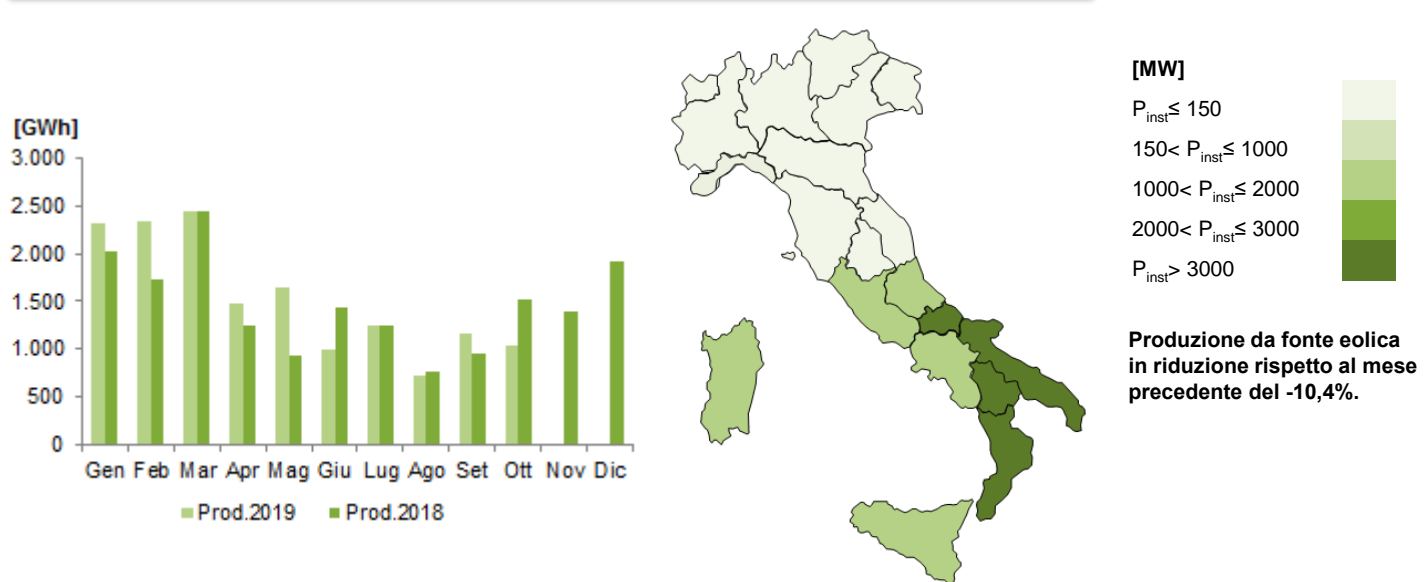 [GWh]
3.000
2.500
2.000
1.500
1.000
500
0
Gen Feb Mar Apr Mag Giu Lug Ago Set Ott Nov Dic
Prod.2019 Prod.2018
[MW]
Pinst≤ 150
150< Pinst≤ 1000
1000< Pinst≤ 2000
2000< Pinst≤ 3000
Pinst> 3000
Produzione da fonte eolica
in riduzione rispetto al mese
precedente del -10,4%.